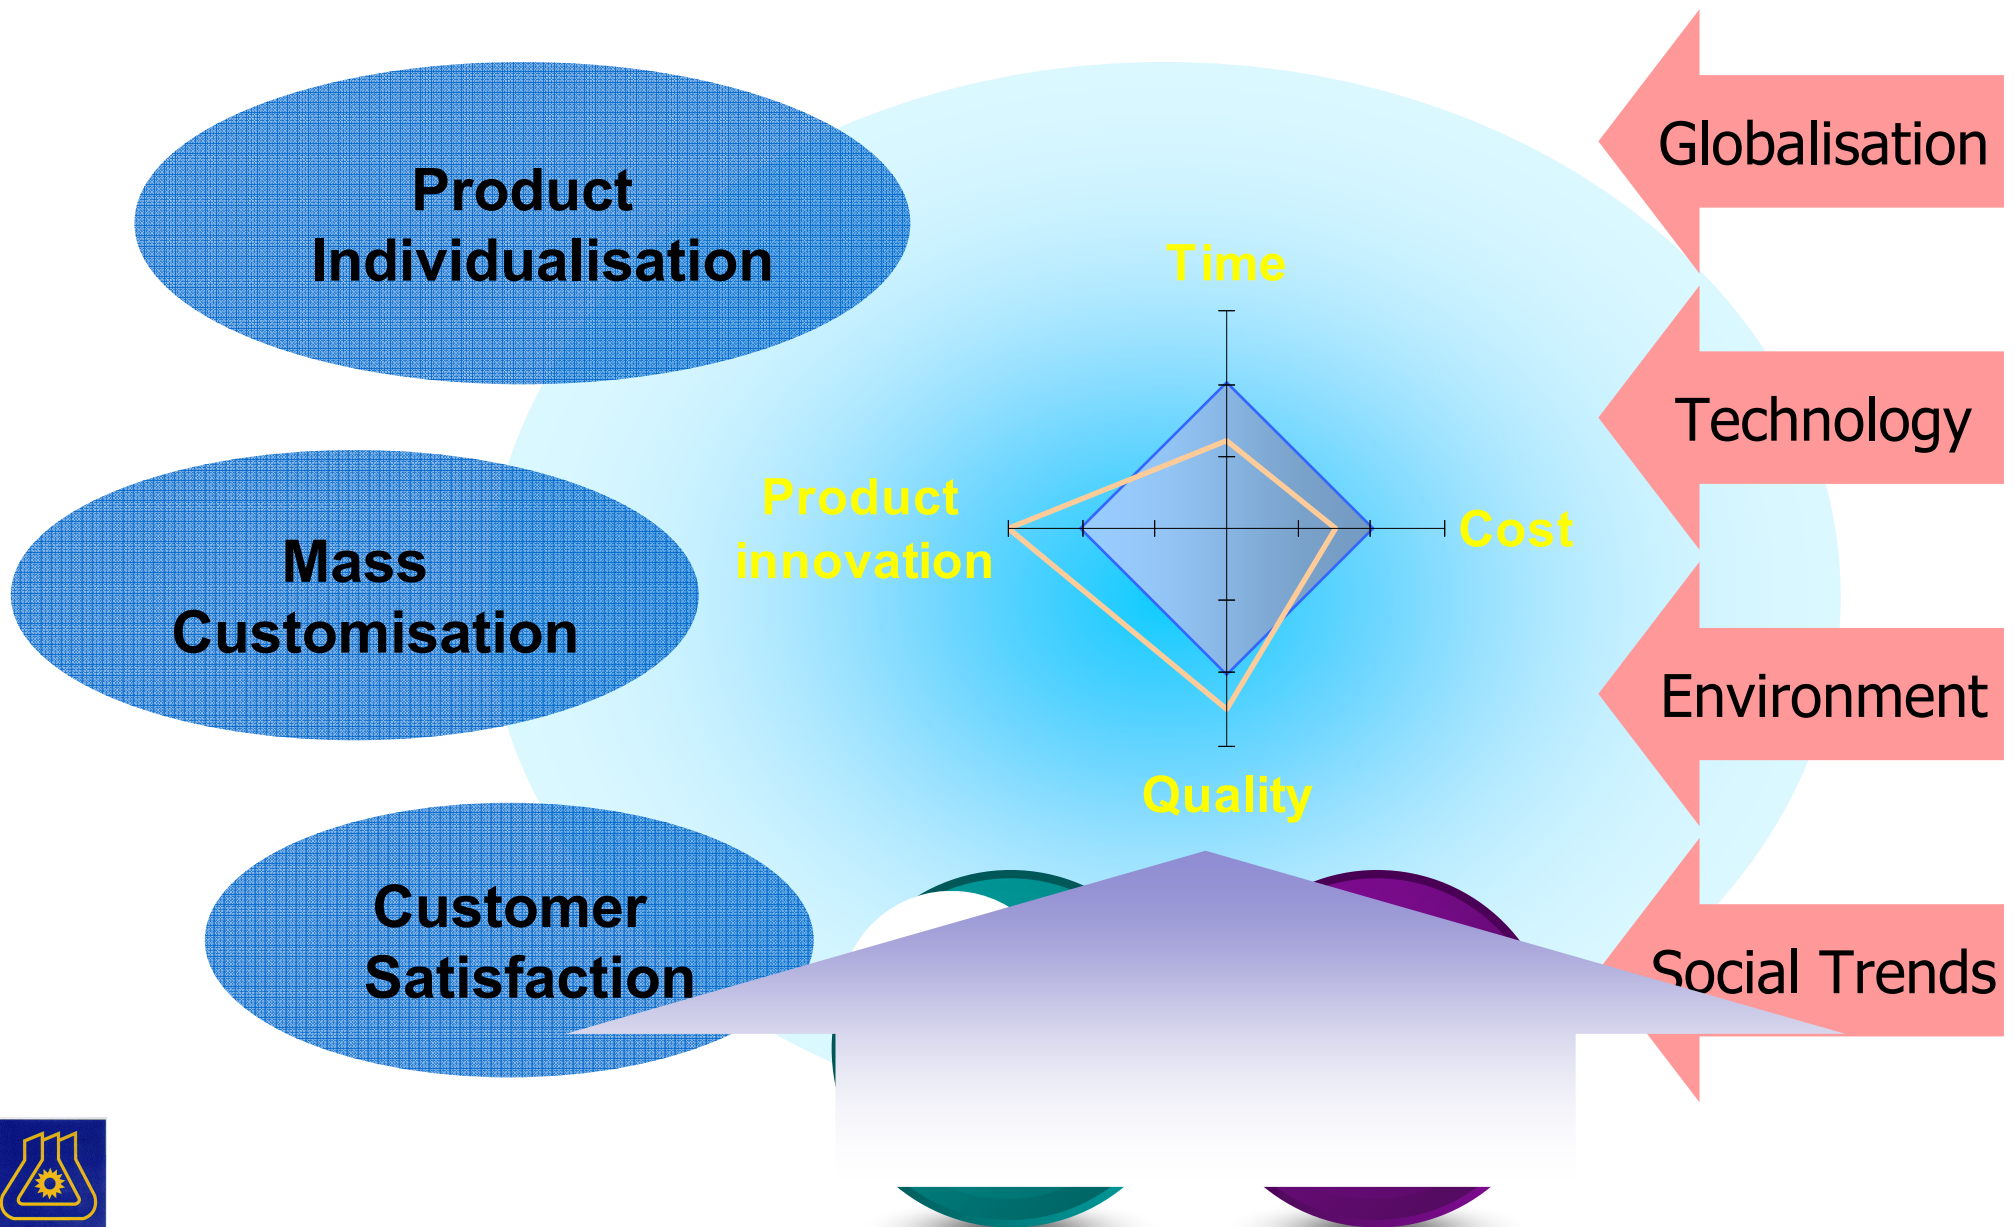 Product
Individualisation
Mass
Customisation
Customer
Satisfaction
Time
Product
innovation
Cost
Quality
Globalisation
Technology
Environment
Social Trends